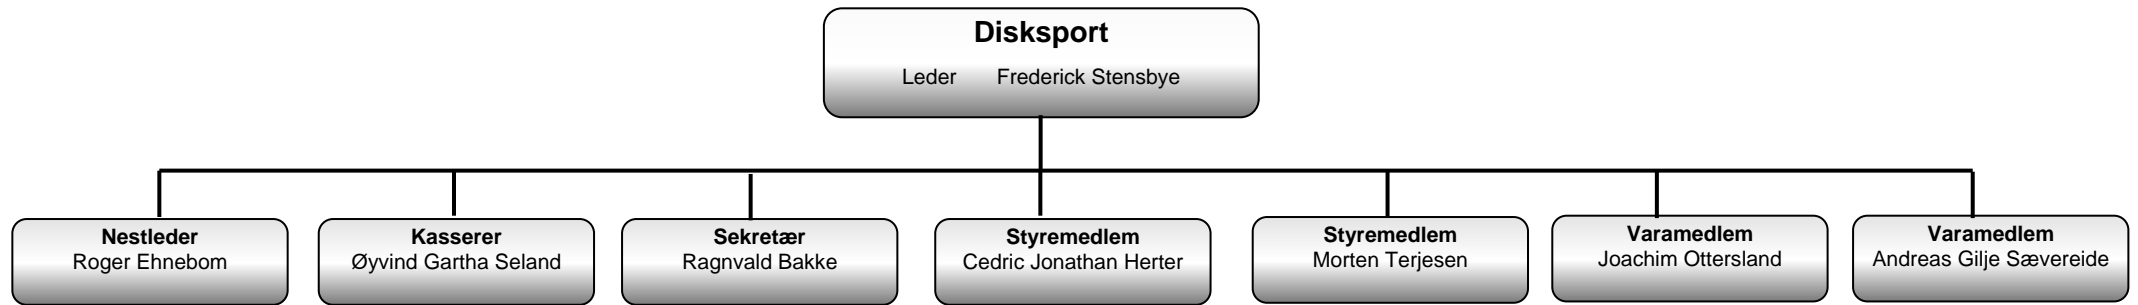 Disksport
Leder Frederick Stensbye
Nestleder
Roger Ehnebom
Kasserer
Øyvind Gartha Seland
Sekretær
Ragnvald Bakke
Styremedlem
Cedric Jonathan Herter
Styremedlem
Morten Terjesen
Varamedlem
Joachim Ottersland
Varamedlem
Andreas Gilje Sævereide